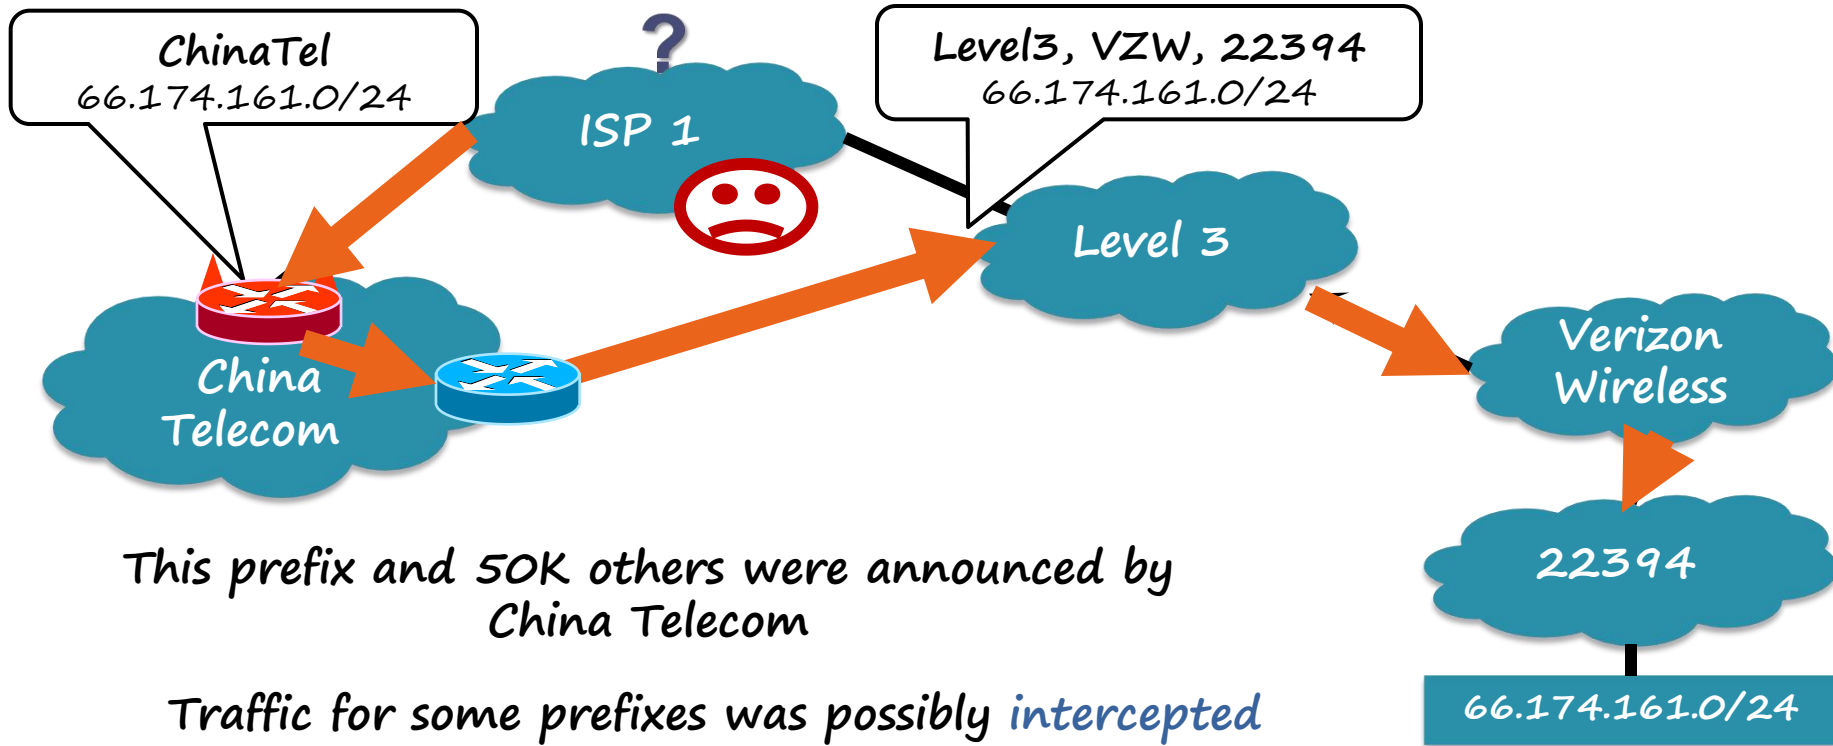 ChinaTel
66.174.161.0/24
?
ISP 1
Level3, VZW, 22394
66.174.161.0/24
Level 3
China
Telecom
Verizon
Wireless
22394
66.174.161.0/24
This prefix and 50K others were announced by
China Telecom
Traffic for some prefixes was possibly intercepted